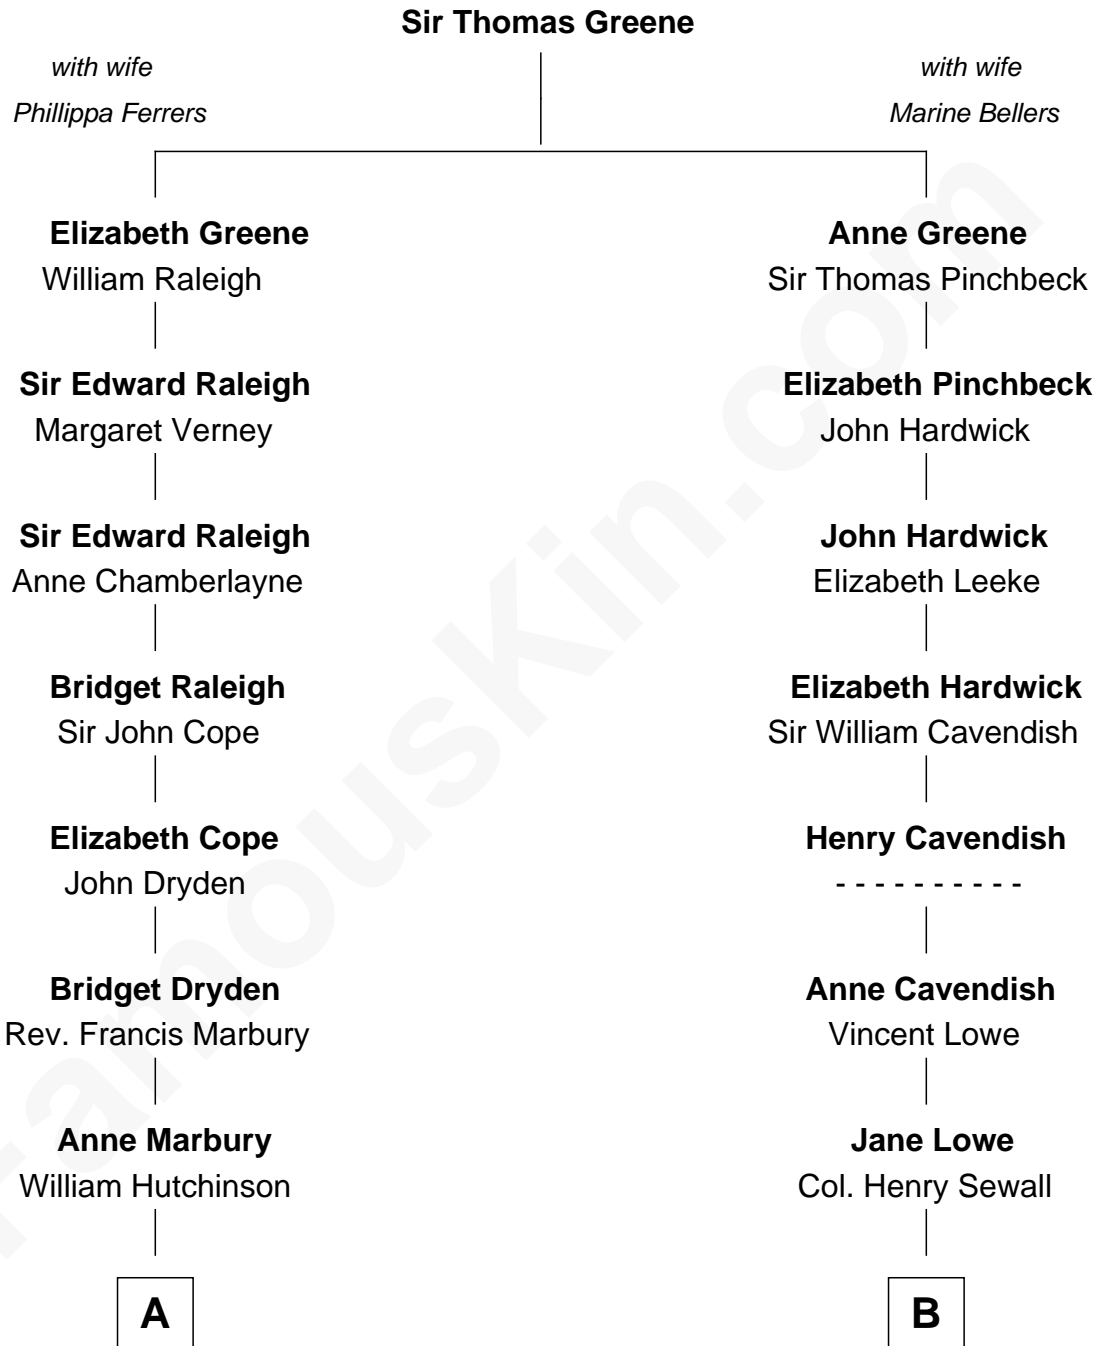 Sir Thomas Greene
with wife
Phillippa Ferrers
with wife
Marine Bellers
Elizabeth Greene
William Raleigh
Anne Greene
Sir Thomas Pinchbeck
Sir Edward Raleigh
Margaret Verney
Elizabeth Pinchbeck
John Hardwick
Sir Edward Raleigh
Anne Chamberlayne
John Hardwick
Elizabeth Leeke
Bridget Raleigh
Sir John Cope
Elizabeth Hardwick
Sir William Cavendish
Elizabeth Cope
John Dryden
Henry Cavendish
- - - - - - - - - -
Bridget Dryden
Rev. Francis Marbury
Anne Cavendish
Vincent Lowe
Anne Marbury
William Hutchinson
Jane Lowe
Col. Henry Sewall
A
B
FamousKin.com